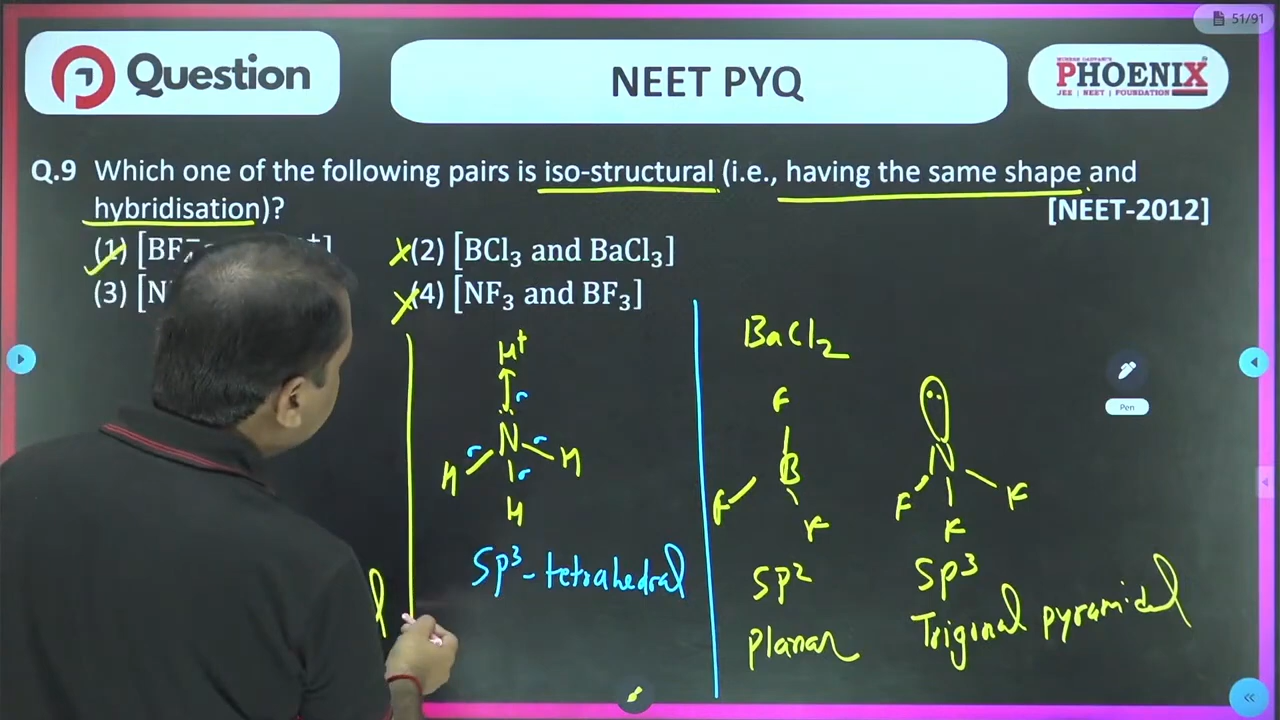 51/91
Question
NEET PYQ
PHOENIX
JEE | NEET | FOUNDATION
Q.9 Which one of the following pairs is iso-structural (i.e., having the same shape and
hybridisation)? [NEET-2012]
(1) [BF₄⁻ ⁺] (2) [BCl₃ and BaCl₃]
(3) [N (4) [NF₃ and BF₃]
BaCl₂
H⁺
F
N
B
N
H H
F
F F
H
F
F
Sp³-tetrahedral
Sp²
Sp³
planar
Trigonal pyramidal
l
Pen